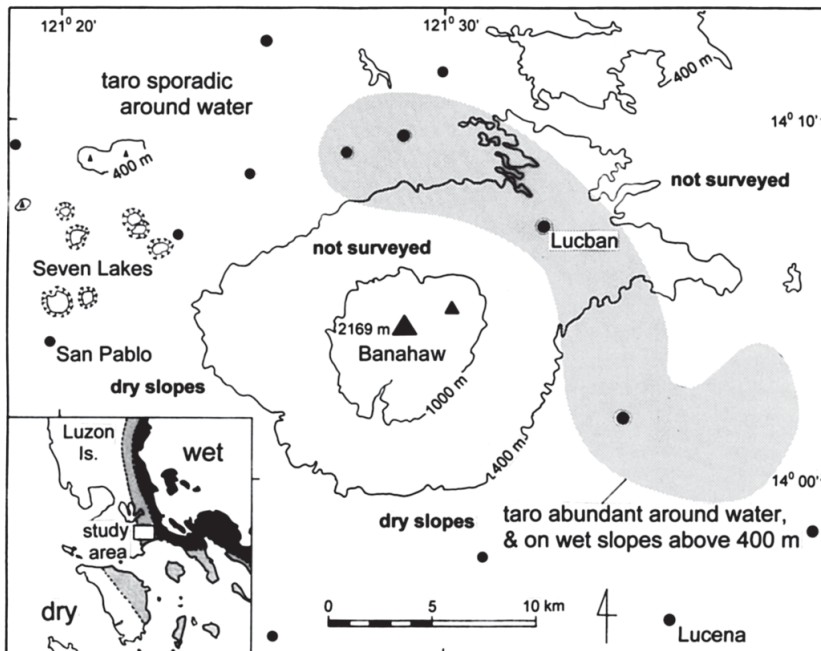 121° 20'
121° 30'
taro sporadic
around water
400 m
14° 10'
400 m
not surveyed
not surveyed
Lucban
Seven Lakes
2169 m
Banahaw
San Pablo
dry slopes
1000 m
400 m
Luzon
Is.
wet
14° 00'
study
area
dry slopes
taro abundant around water,
& on wet slopes above 400 m
dry
0 5 10 km
Lucena